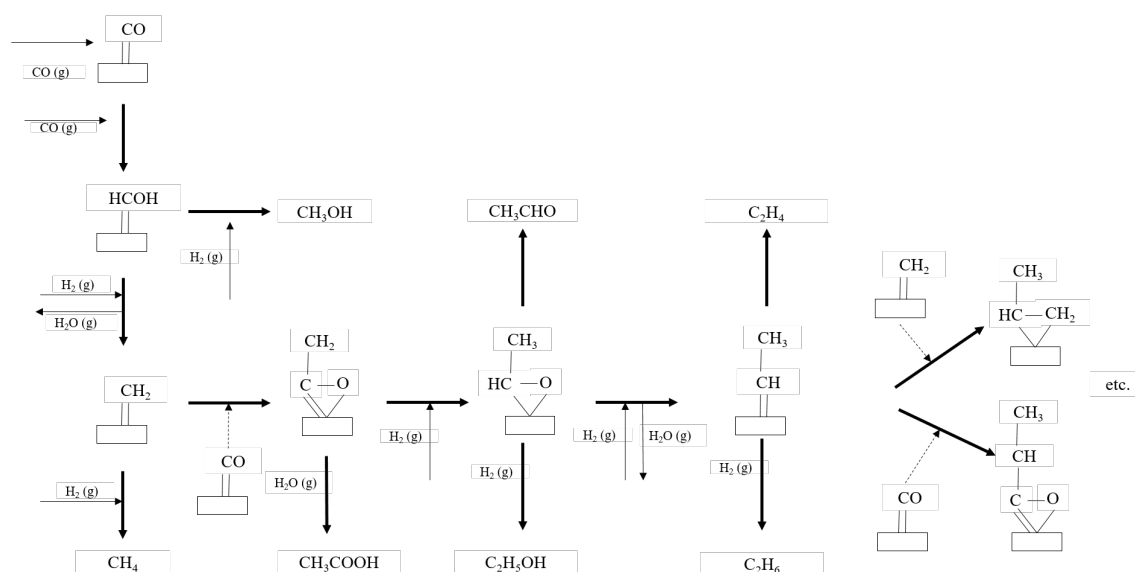 CO
CO (g)
CO (g)
HCOH
CH₃OH
CH₃CHO
C₂H₄
H₂ (g)
H₂ (g)
H₂O (g)
CH₂
CH₃
HC
CH₂
etc.
CH₂
C
O
CH₃
HC
O
CH₃
CH
CH₂
CO
H₂ (g)
H₂ (g)
H₂O (g)
CH₃
CH
C
O
CO
H₂ (g)
H₂O (g)
H₂ (g)
H₂ (g)
CH₄
CH₃COOH
C₂H₅OH
C₂H₆